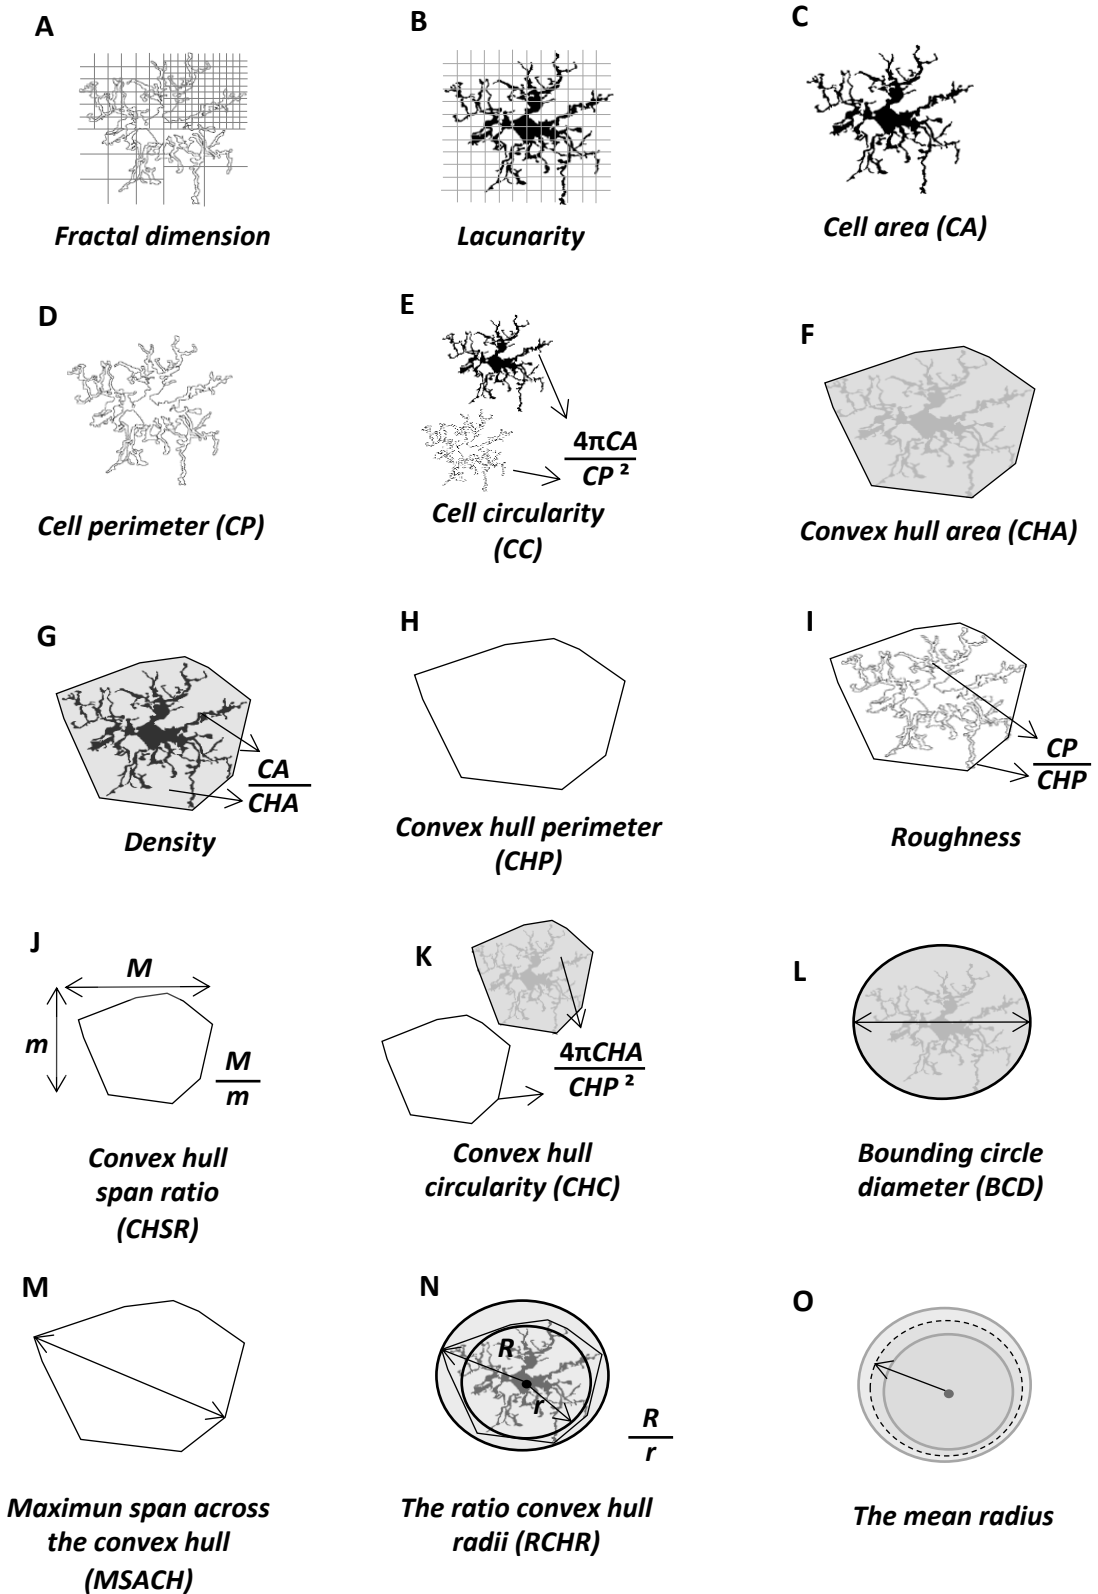 A
Fractal dimension
B
Lacunarity
C
Cell area (CA)
D
Cell perimeter (CP)
E
4πCA
CP ²
Cell circularity
(CC)
F
Convex hull area (CHA)
G
CA
CHA
Density
H
Convex hull perimeter
(CHP)
I
CP
CHP
Roughness
J
M
m
M
m
Convex hull
span ratio
(CHSR)
K
4πCHA
CHP ²
Convex hull
circularity (CHC)
L
Bounding circle
diameter (BCD)
M
Maximun span across
the convex hull
(MSACH)
N
R
r
R
r
The ratio convex hull
radii (RCHR)
O
The mean radius